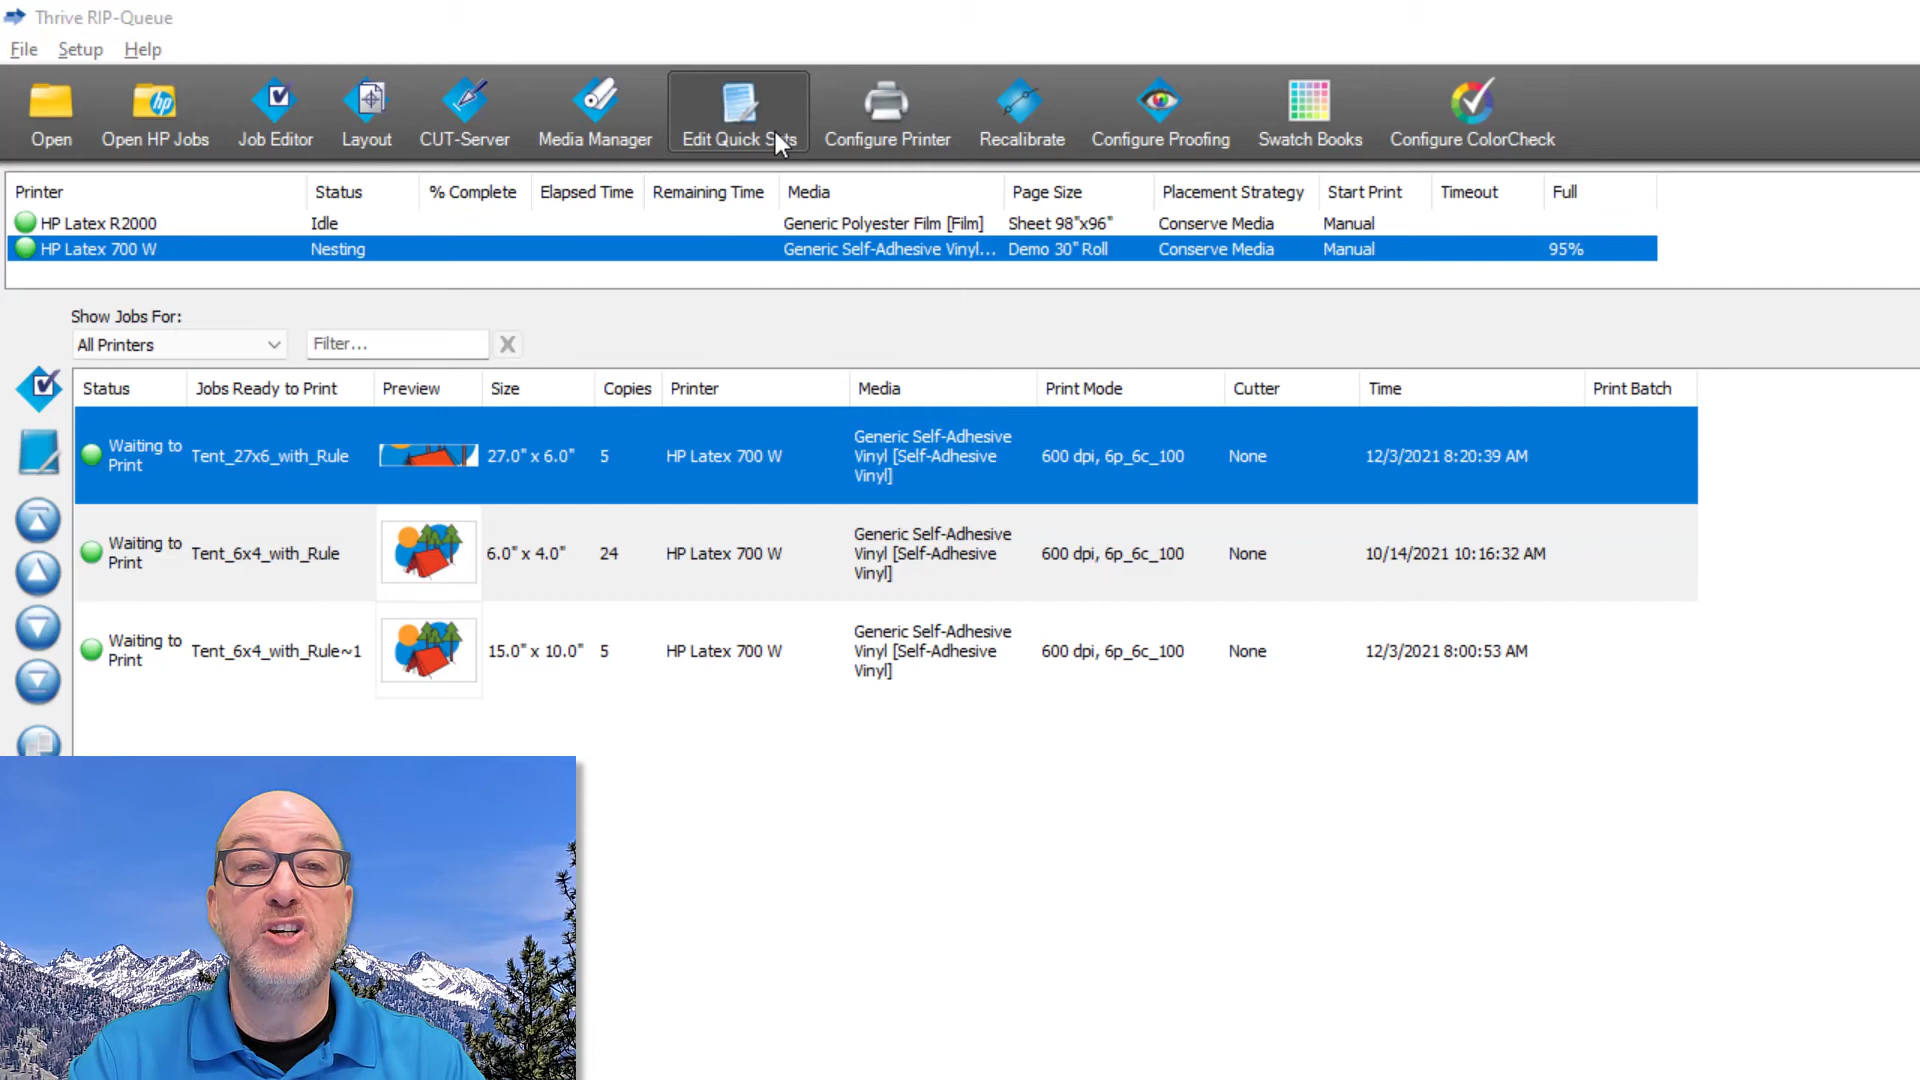 Thrive RIP-Queue
File Setup Help
Open Open HP Jobs Job Editor Layout CUT-Server Media Manager Edit Quick Sets Configure Printer Recalibrate Configure Proofing Swatch Books Configure ColorCheck
Printer Status % Complete Elapsed Time Remaining Time Media Page Size Placement Strategy Start Print Timeout Full
HP Latex R2000 Idle Generic Polyester Film [Film] Sheet 98"x96" Conserve Media Manual
HP Latex 700 W Nesting Generic Self-Adhesive Vinyl... Demo 30" Roll Conserve Media Manual 95%
Show Jobs For:
All Printers Filter... X
Status Jobs Ready to Print Preview Size Copies Printer Media Print Mode Cutter Time Print Batch
Waiting to Print Tent_27x6_with_Rule 27.0" x 6.0" 5 HP Latex 700 W Generic Self-Adhesive Vinyl [Self-Adhesive Vinyl] 600 dpi, 6p_6c_100 None 12/3/2021 8:20:39 AM
Waiting to Print Tent_6x4_with_Rule 6.0" x 4.0" 24 HP Latex 700 W Generic Self-Adhesive Vinyl [Self-Adhesive Vinyl] 600 dpi, 6p_6c_100 None 10/14/2021 10:16:32 AM
Waiting to Print Tent_6x4_with_Rule~1 15.0" x 10.0" 5 HP Latex 700 W Generic Self-Adhesive Vinyl [Self-Adhesive Vinyl] 600 dpi, 6p_6c_100 None 12/3/2021 8:00:53 AM